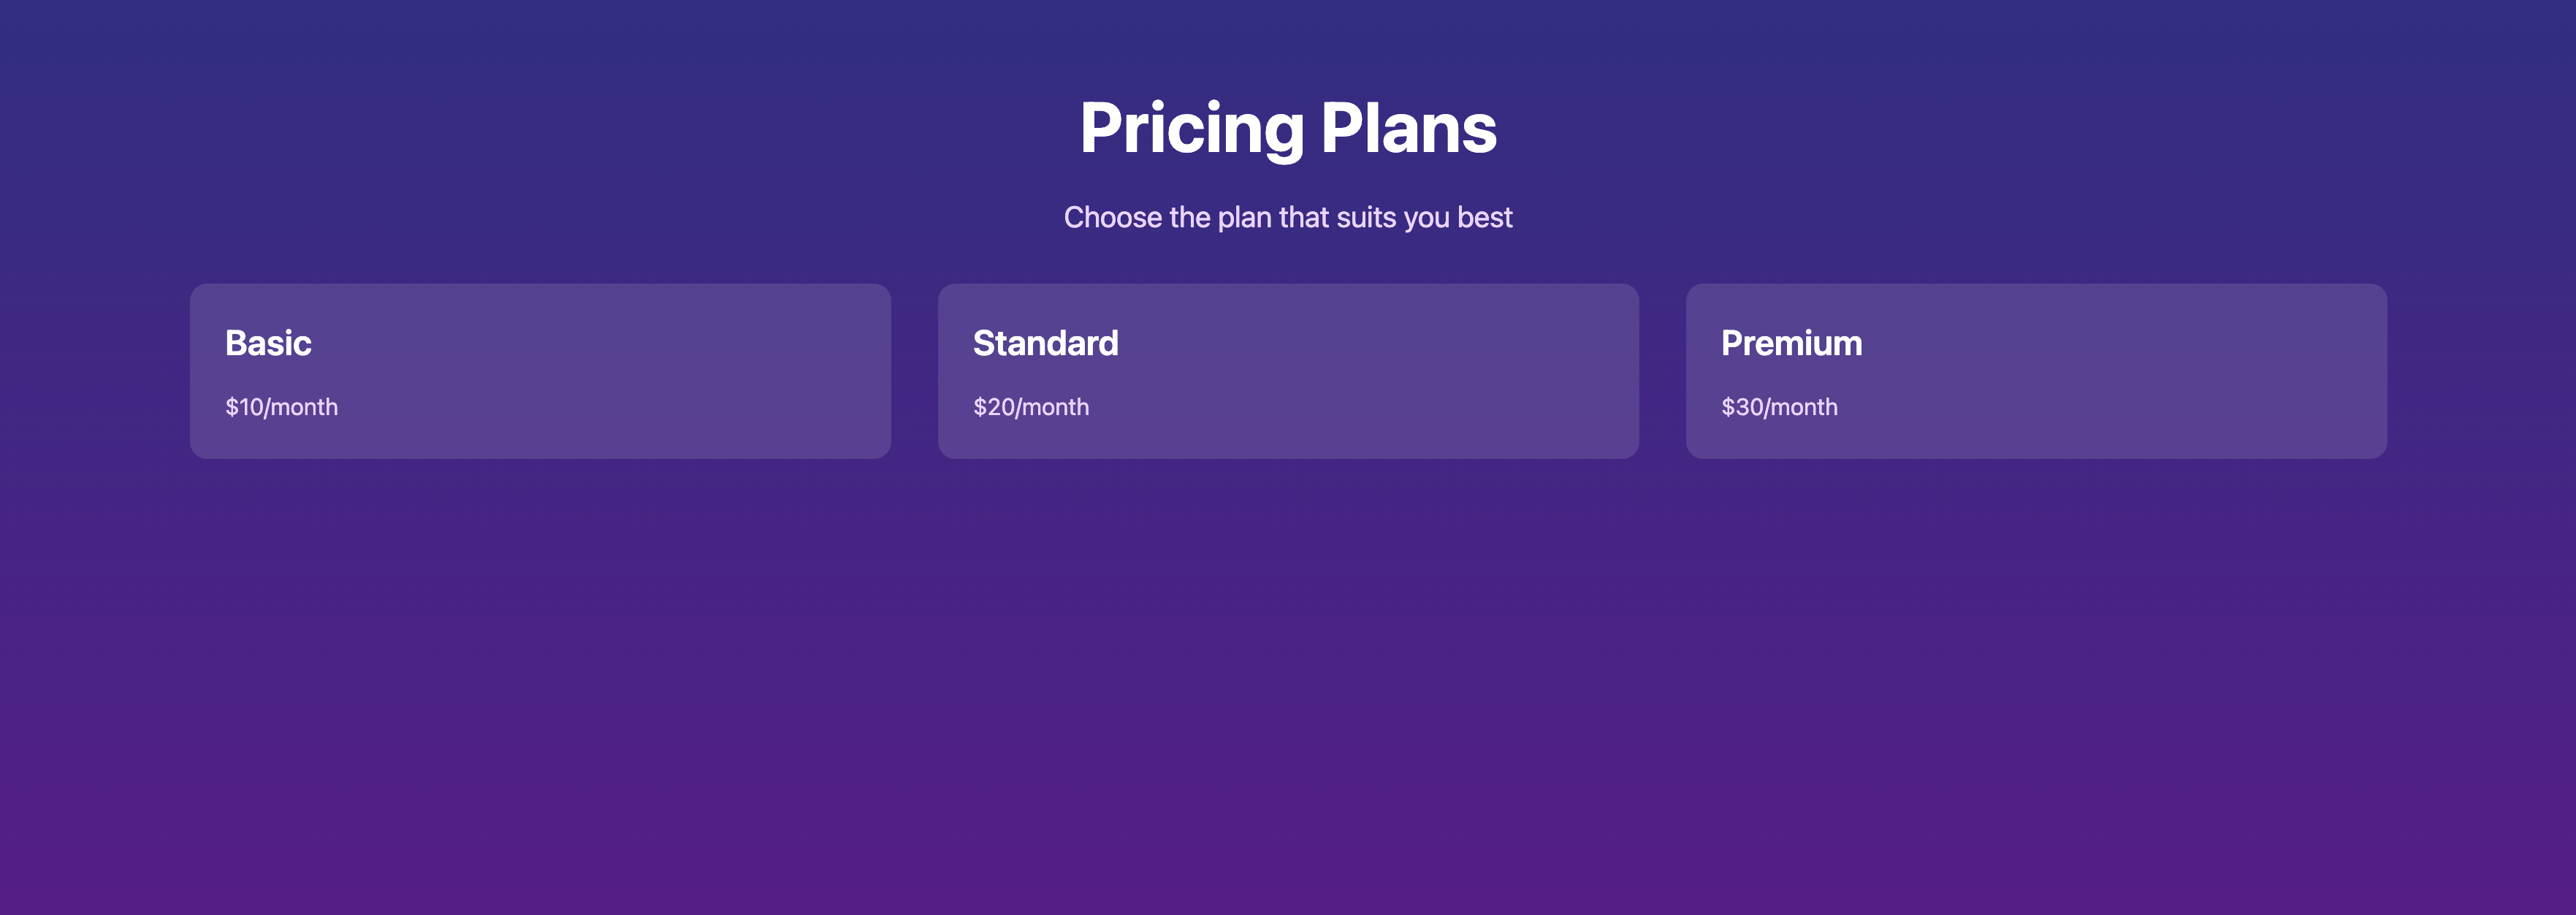 Pricing Plans
Choose the plan that suits you best
Basic
$10/month
Standard
$20/month
Premium
$30/month